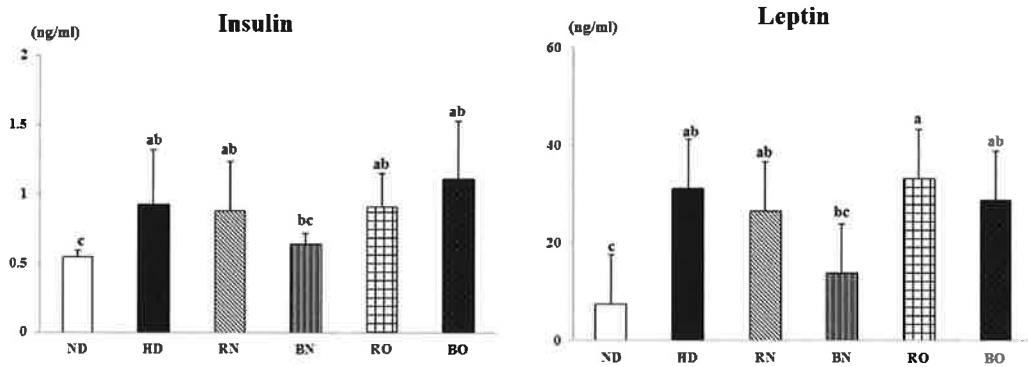 Insulin
(ng/ml)
2
1.5
1
0.5
0
c
ab
ab
bc
ab
ab
ND
HD
RN
BN
RO
BO
Leptin
(ng/ml)
60
40
20
0
c
ab
ab
bc
a
ab
ND
HD
RN
BN
RO
BO